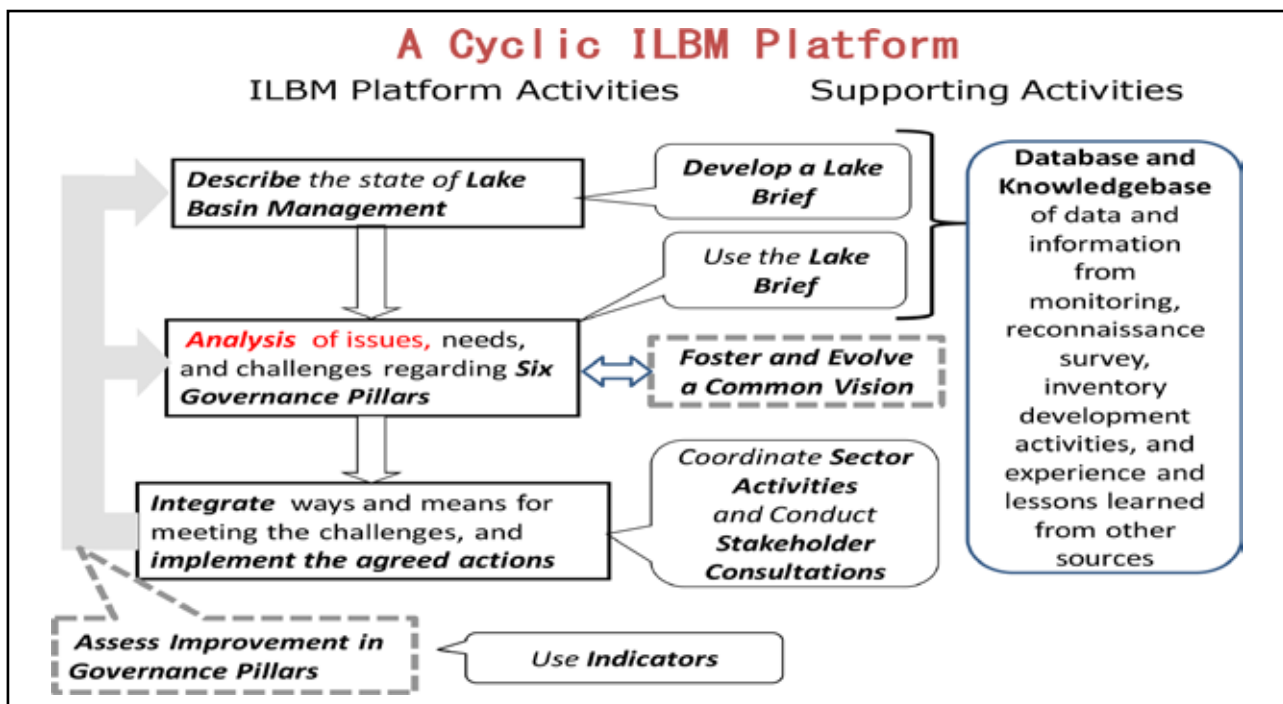 A Cyclic ILBM Platform
ILBM Platform Activities
Supporting Activities
Describe the state of Lake
Basin Management
Develop a Lake
Brief
Use the Lake
Brief
Analysis of issues, needs,
and challenges regarding Six
Governance Pillars
Foster and Evolve
a Common Vision
Integrate ways and means for
meeting the challenges, and
implement the agreed actions
Coordinate Sector
Activities
and Conduct
Stakeholder
Consultations
Assess Improvement in
Governance Pillars
Use Indicators
Database and
Knowledgebase
of data and
information
from
monitoring,
reconnaissance
survey,
inventory
development
activities, and
experience and
lessons learned
from other
sources